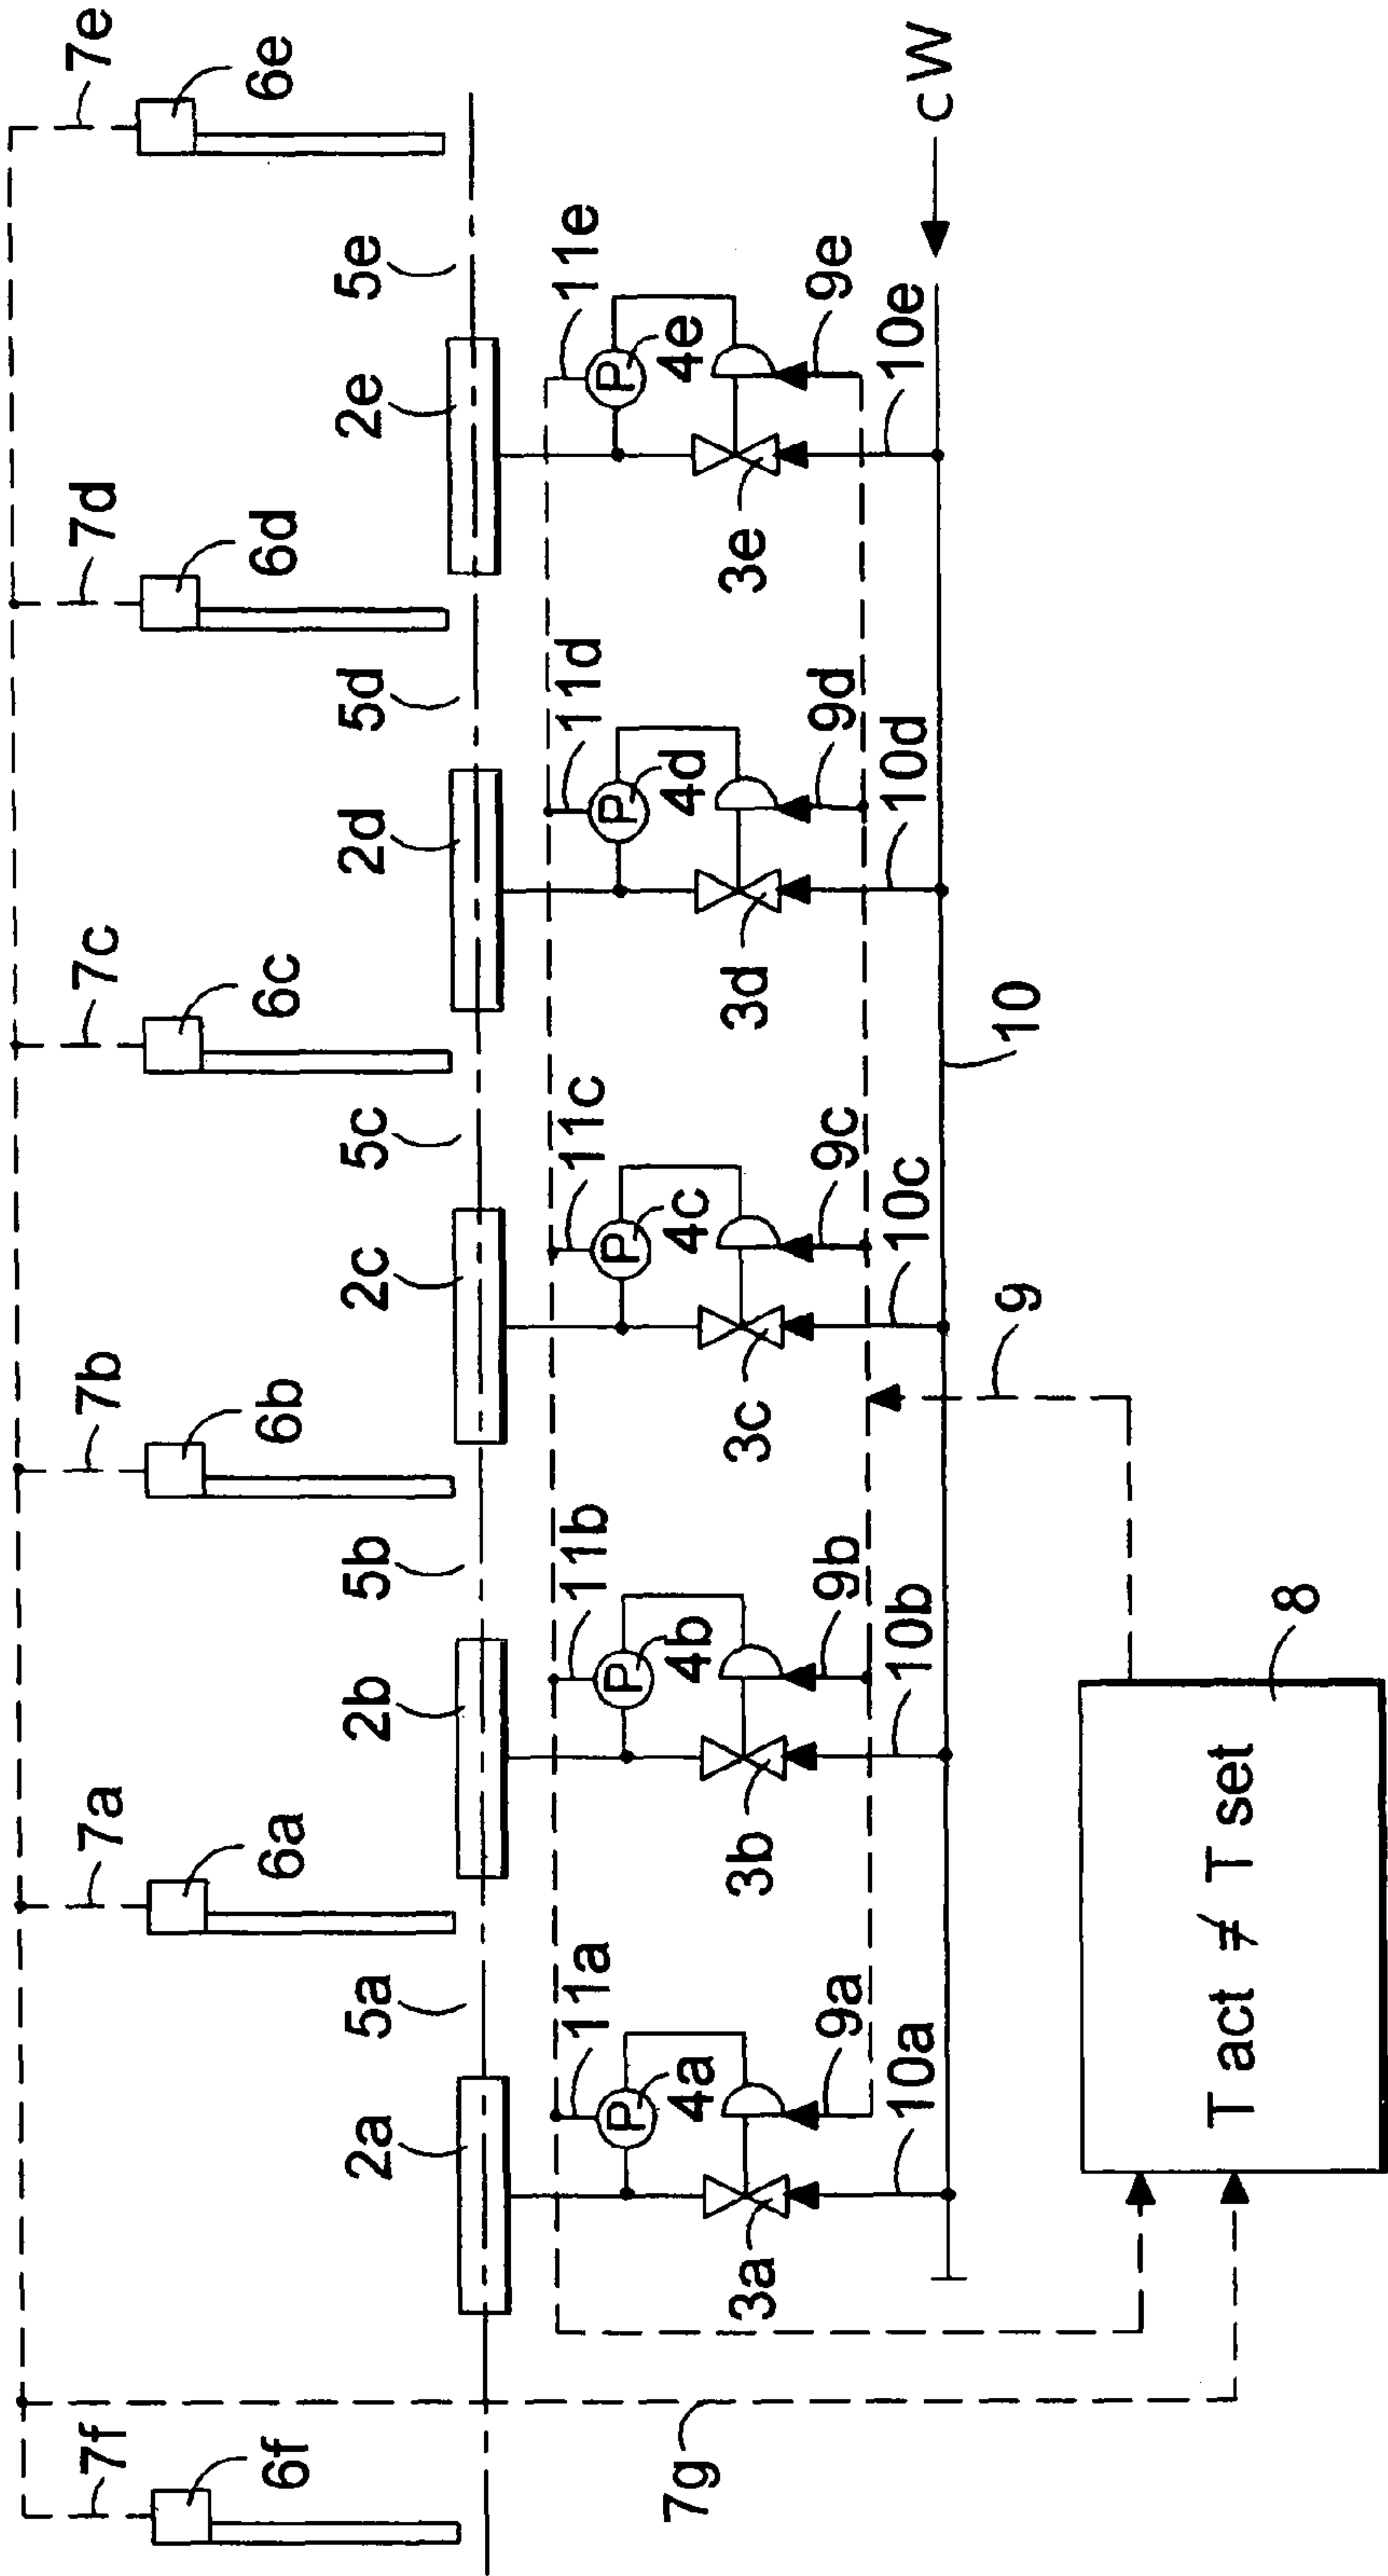 7f
7a
7b
7c
7d
7e
6f
6a
6b
6c
6d
6e
2a
5a
2b
5b
2c
5c
2d
5d
2e
5e
11a
11b
11c
11d
11e
P
P
P
P
P
4a
4b
4c
4d
4e
3a
9a
3b
9b
3c
9c
3d
9d
3e
9e
10a
10b
10c
10d
10e
cW
7g
9
10
8
T act ≠ T set